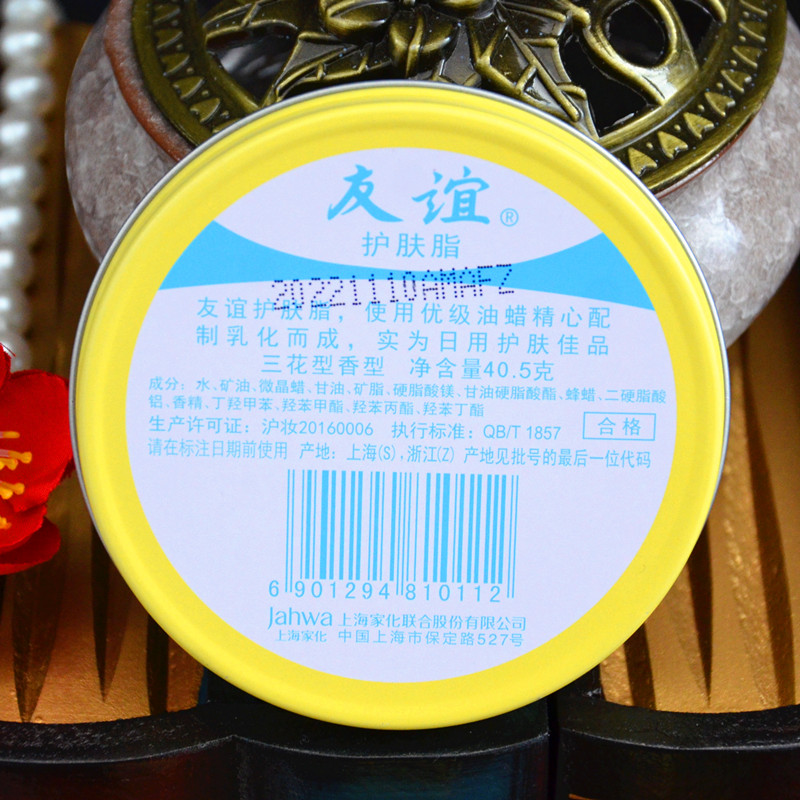 友谊®
护肤脂
20221110AMAFZ
友谊护肤脂，使用优级油蜡精心配
制乳化而成，实为日用护肤佳品
三花型香型 净含量40.5克
成分：水、矿油、微晶蜡、甘油、矿脂、硬脂酸镁、甘油硬脂酸酯、蜂蜡、二硬脂酸
铝、香精、丁羟甲苯、羟苯甲酯、羟苯丙酯、羟苯丁酯
生产许可证：沪妆20160006 执行标准：QB/T 1857 合格
请在标注日期前使用 产地：上海(S)，浙江(Z) 产地见批号的最后一位代码
6 901294 810112
Jahwa 上海家化联合股份有限公司
上海家化 中国上海市保定路527号